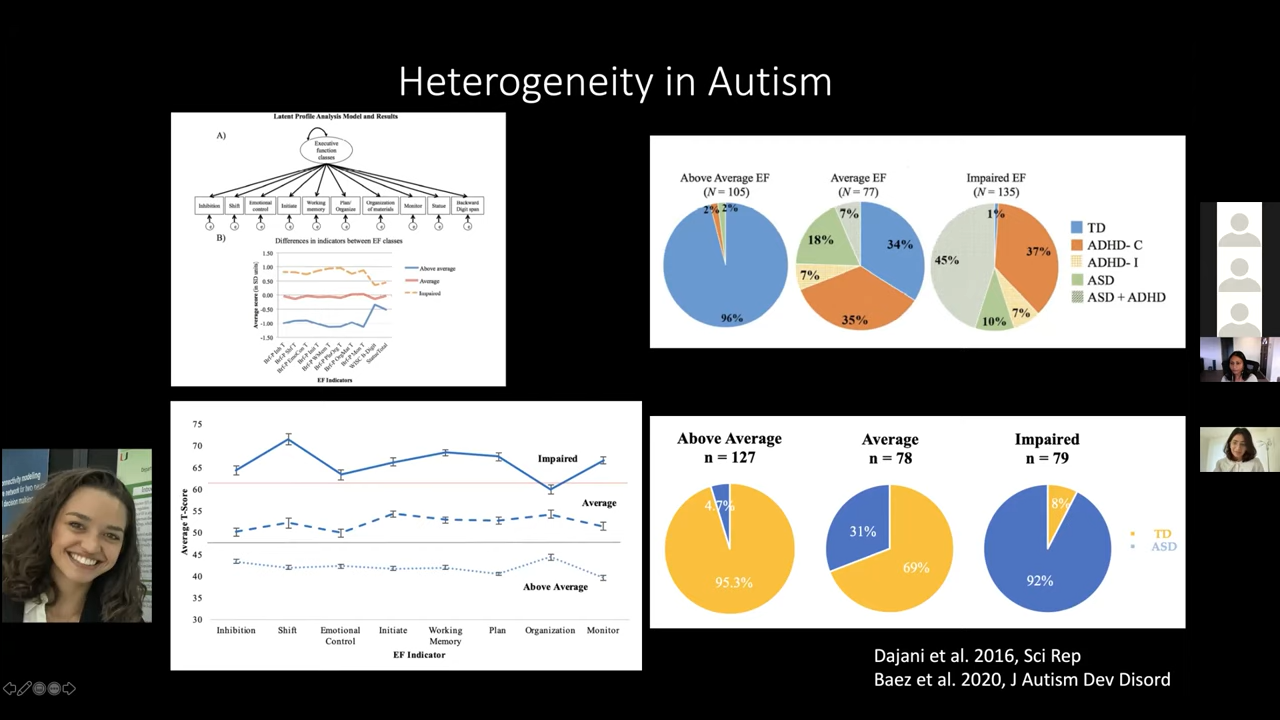 Heterogeneity in Autism
Latent Profile Analysis Model and Results
A)
Executive
function
classes
Inhibition
Shift
Emotional
control
Initiate
Working
memory
Plan/
Organize
Organization
of materials
Monitor
Statue
Backward
Digit span
B)
Differences in indicators between EF classes
Average score (in SD units)
1.50
1.00
0.50
0.00
-0.50
-1.00
-1.50
Above average
Average
Impaired
EF Indicators
Above Average EF
(N = 105)
2%
2%
96%
Average EF
(N = 77)
7%
18%
34%
7%
35%
Impaired EF
(N = 135)
1%
45%
37%
7%
10%
TD
ADHD- C
ADHD- I
ASD
ASD + ADHD
Average T-Score
75
70
65
60
55
50
45
40
35
30
Impaired
Average
Above Average
Inhibition
Shift
Emotional
Control
Initiate
Working
Memory
Plan
Organization
Monitor
EF Indicator
Above Average
n = 127
4.7%
95.3%
Average
n = 78
31%
69%
Impaired
n = 79
8%
92%
TD
ASD
Dajani et al. 2016, Sci Rep
Baez et al. 2020, J Autism Dev Disord